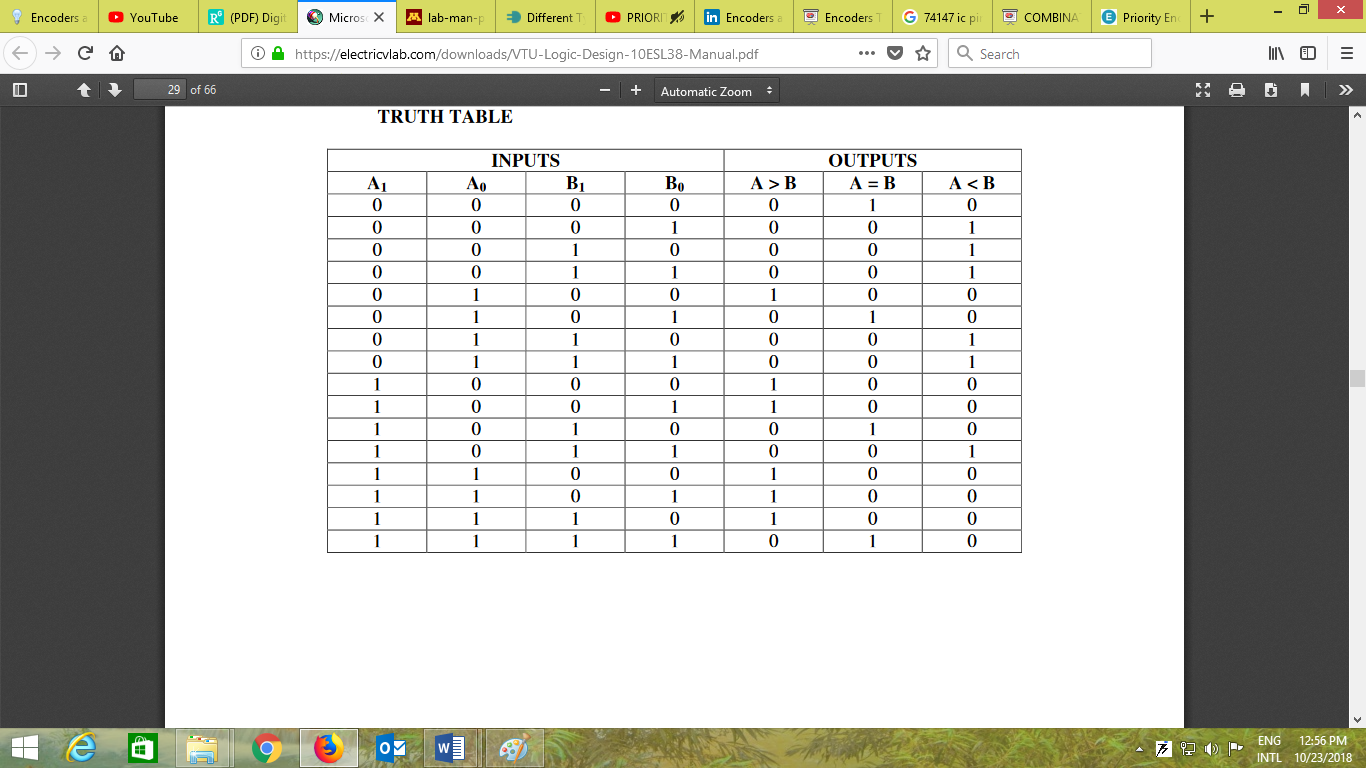 Encoders a
YouTube
(PDF) Digit
Micros
lab-man-p
Different T
PRIORI
Encoders a
Encoders T
74147 ic pi
COMBINA
Priority En
https://electricvlab.com/downloads/VTU-Logic-Design-10ESL38-Manual.pdf
Search
29 of 66
Automatic Zoom
TRUTH TABLE
INPUTS OUTPUTS
A₁ A₀ B₁ B₀ A > B A = B A < B
0 0 0 0 0 1 0
0 0 0 1 0 0 1
0 0 1 0 0 0 1
0 0 1 1 0 0 1
0 1 0 0 1 0 0
0 1 0 1 0 1 0
0 1 1 0 0 0 1
0 1 1 1 0 0 1
1 0 0 0 1 0 0
1 0 0 1 1 0 0
1 0 1 0 0 1 0
1 0 1 1 0 0 1
1 1 0 0 1 0 0
1 1 0 1 1 0 0
1 1 1 0 1 0 0
1 1 1 1 0 1 0
ENG 12:56 PM
INTL 10/23/2018